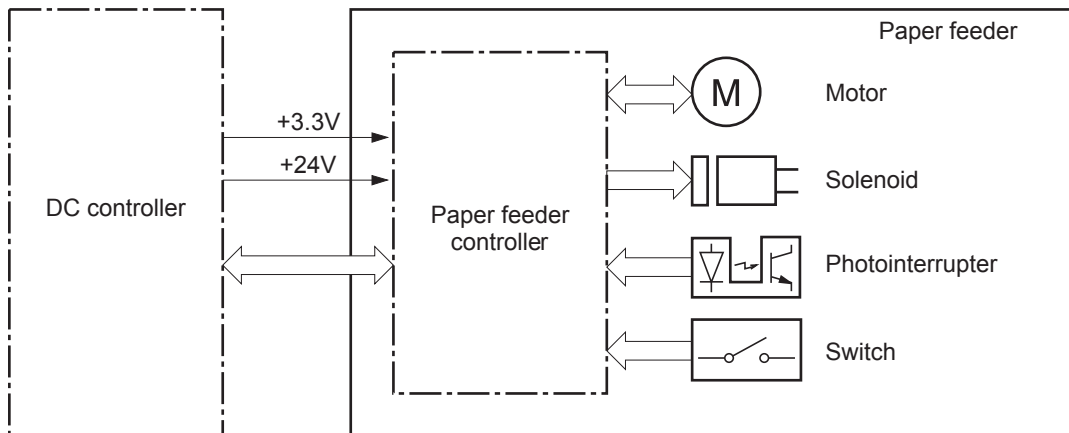 Paper feeder
M
Motor
+3.3V
+24V
Solenoid
DC controller
Paper feeder
controller
Photointerrupter
Switch